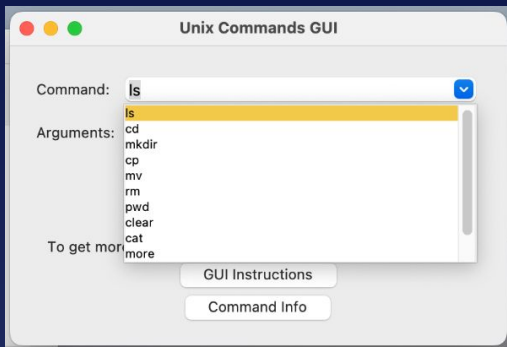 Unix Commands GUI
Command: ls
ls
Arguments: cd
mkdir
cp
mv
rm
pwd
clear
cat
To get more
GUI Instructions
Command Info